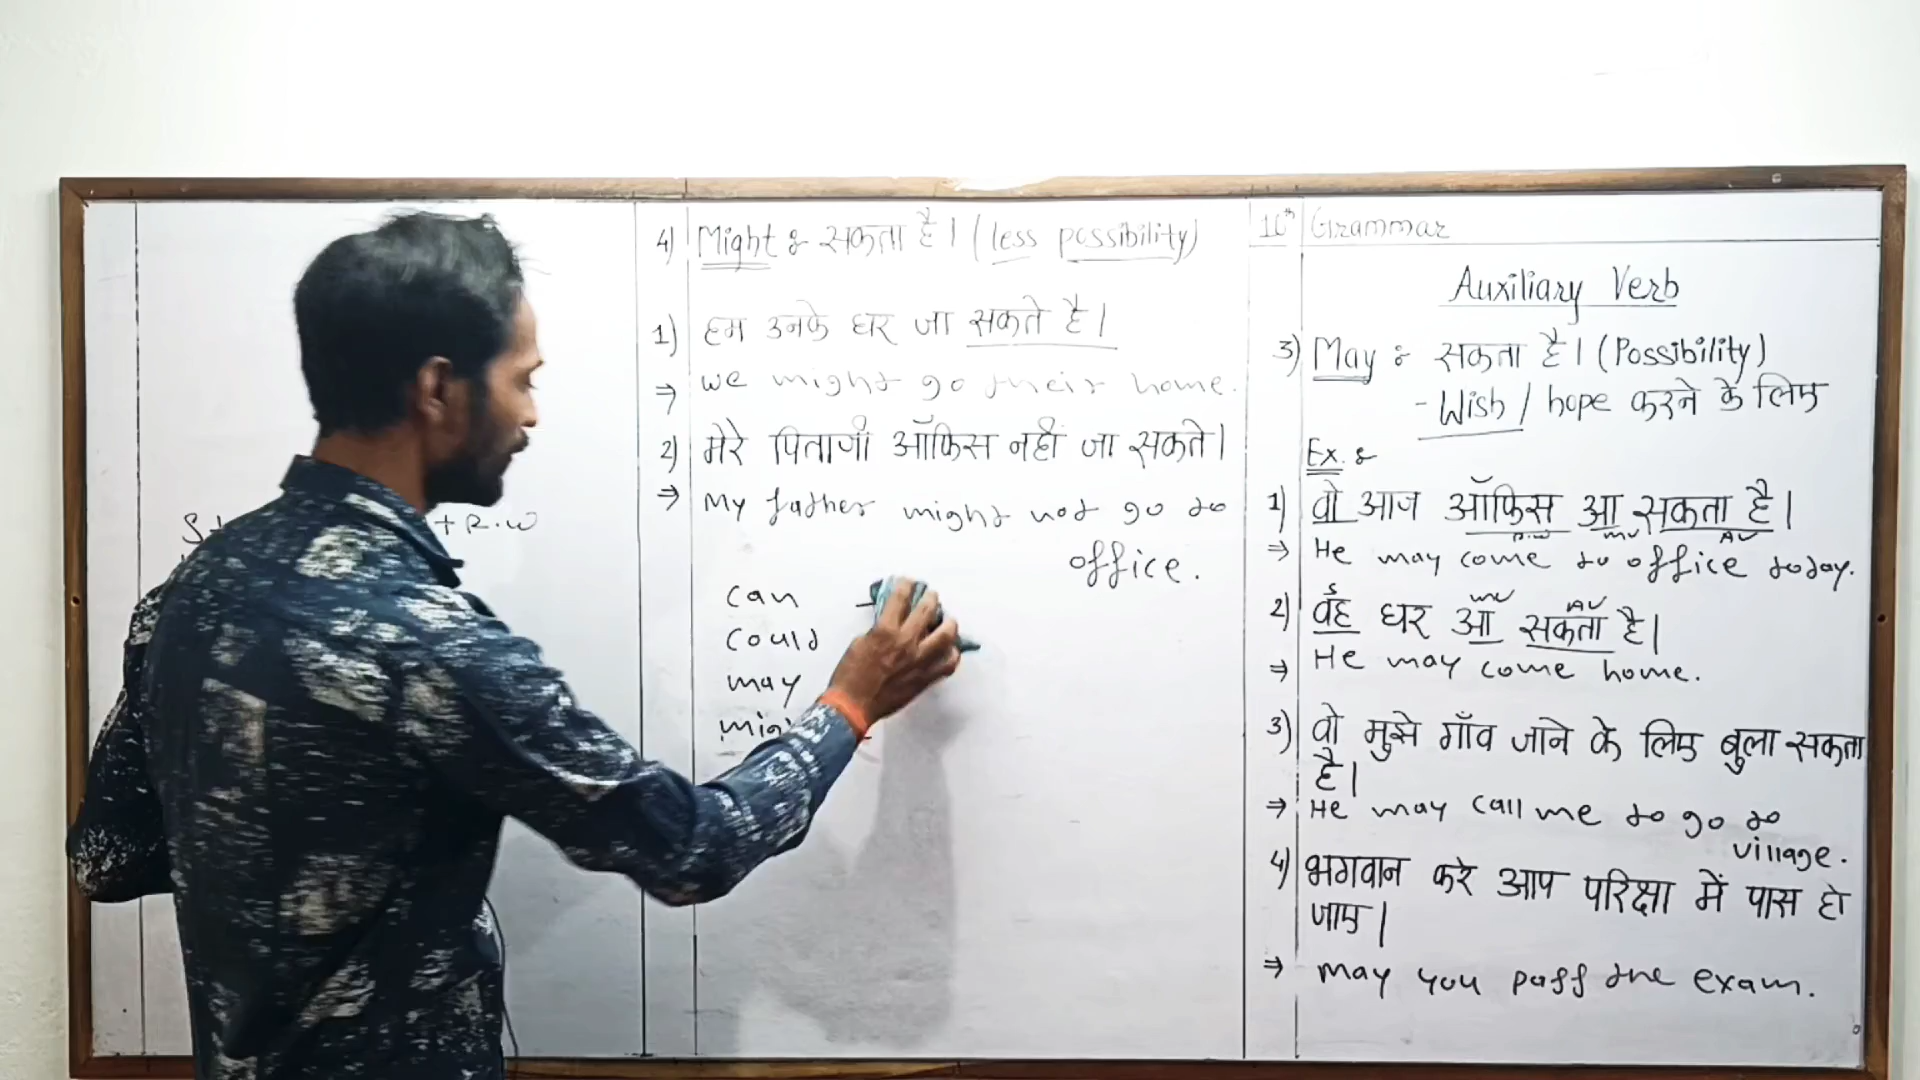 10th Grammar
Auxiliary Verb
3) May : सकता है। (Possibility)
- Wish / hope करने के लिए
Ex. :
1) वो आज ऑफिस आ सकता है।
P.W MV AV
⇒ He may come to office today.
S MV AV
2) वह घर आ सकता है।
⇒ He may come home.
3) वो मुझे गाँव जाने के लिए बुला सकता
है।
⇒ He may call me to go to
village.
4) भगवान करे आप परिक्षा में पास हो
जाए।
⇒ May you pass the exam.
4) Might : सकता है। (less possibility)
1) हम उनके घर जा सकते है।
⇒ We might go their home.
2) मेरे पिताजी ऑफिस नहीं जा सकते।
⇒ My father might not go to
office.
can
could
may
+ R.W